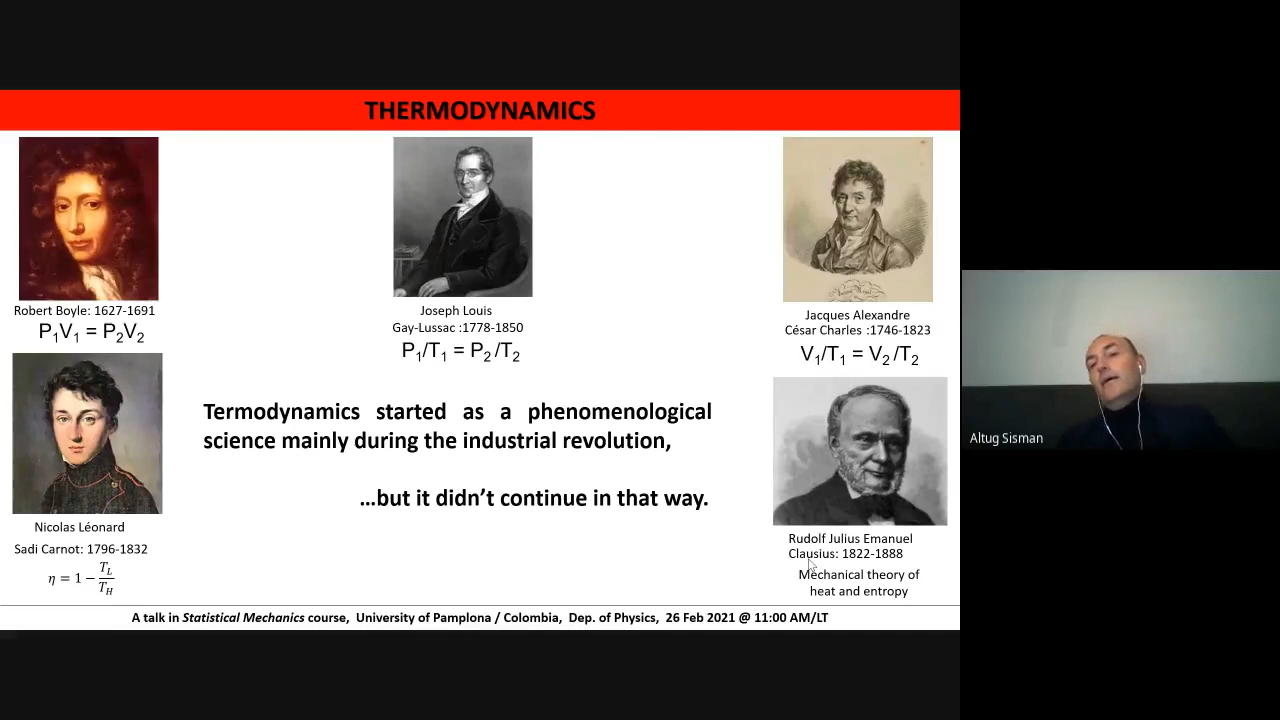 THERMODYNAMICS
Robert Boyle: 1627-1691
P₁V₁ = P₂V₂
Joseph Louis
Gay-Lussac :1778-1850
P₁/T₁ = P₂ /T₂
Jacques Alexandre
César Charles :1746-1823
V₁/T₁ = V₂ /T₂
Termodynamics started as a phenomenological
science mainly during the industrial revolution,
...but it didn't continue in that way.
Nicolas Léonard
Sadi Carnot: 1796-1832
η = 1 − T_L/T_H
Rudolf Julius Emanuel
Clausius: 1822-1888
Mechanical theory of
heat and entropy
A talk in Statistical Mechanics course, University of Pamplona / Colombia, Dep. of Physics, 26 Feb 2021 @ 11:00 AM/LT
Altug Sisman